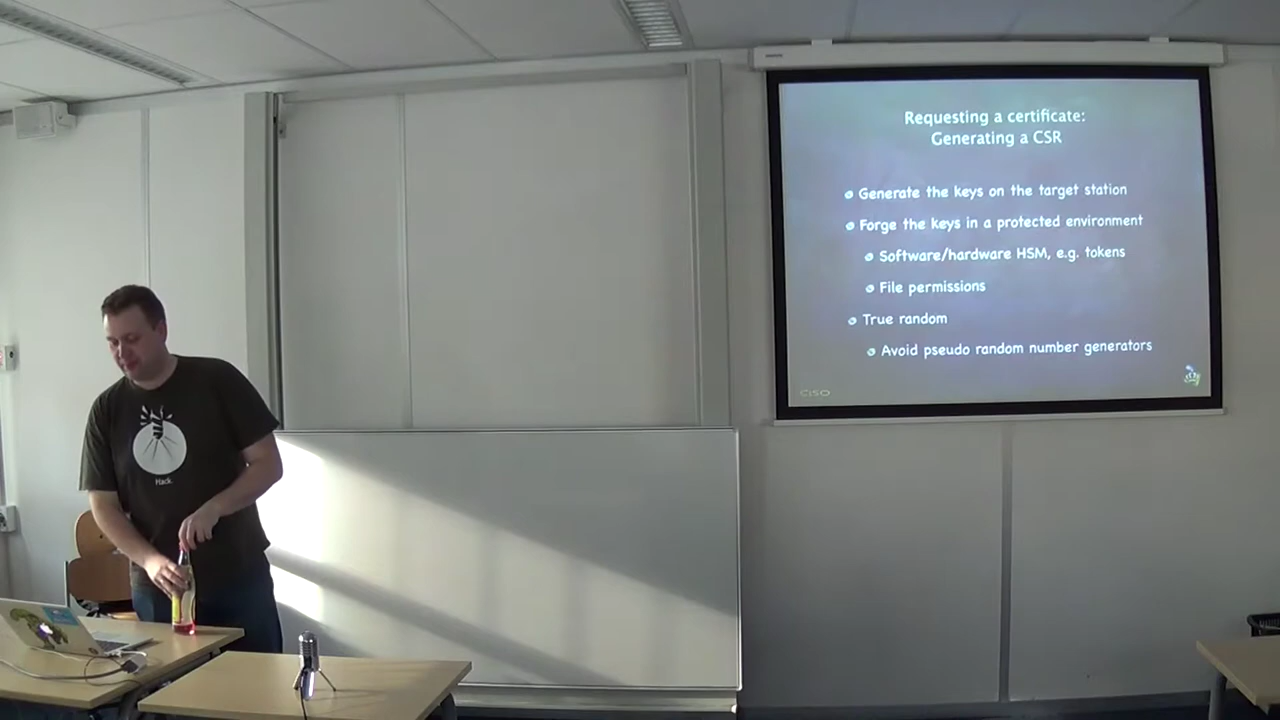 Requesting a certificate:
Generating a CSR
Generate the keys on the target station
Forge the keys in a protected environment
Software/hardware HSM, e.g. tokens
File permissions
True random
Avoid pseudo random number generators
CISO
Hack